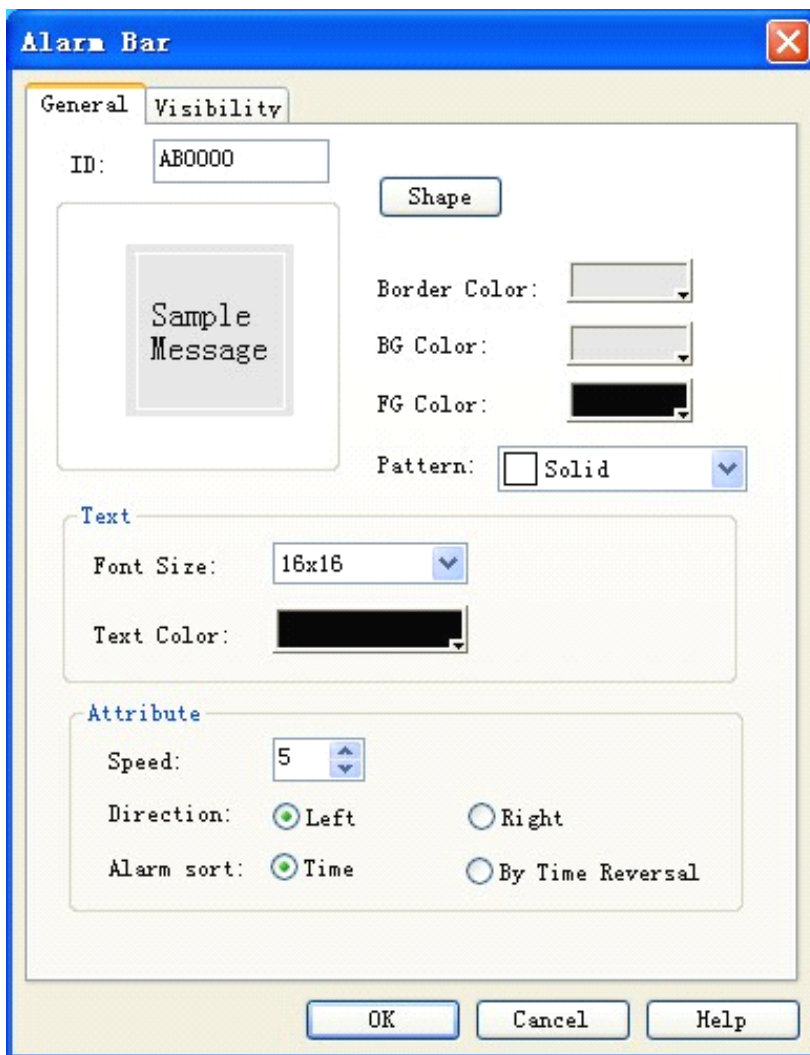 Alarm Bar
General Visibility
ID: AB0000
Shape
Sample
Message
Border Color:
BG Color:
FG Color:
Pattern: Solid
Text
Font Size: 16x16
Text Color:
Attribute
Speed: 5
Direction: Left Right
Alarm sort: Time By Time Reversal
OK Cancel Help